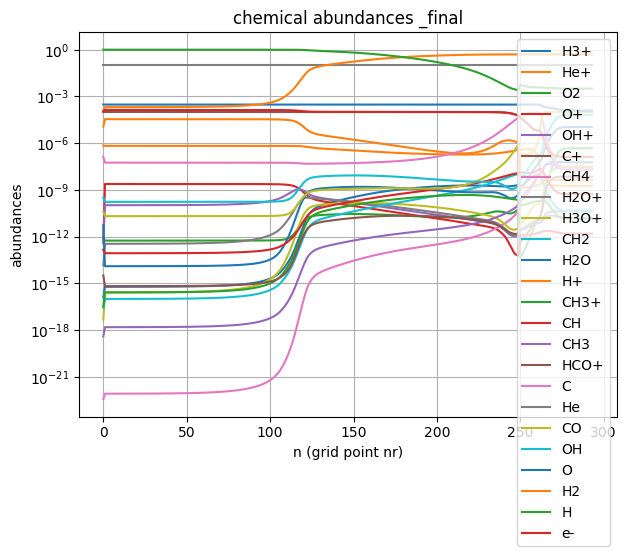 chemical abundances _final
abundances
10^0
10^-3
10^-6
10^-9
10^-12
10^-15
10^-18
10^-21
0
50
100
150
200
250
300
n (grid point nr)
H3+
He+
O2
O+
OH+
C+
CH4
H2O+
H3O+
CH2
H2O
H+
CH3+
CH
CH3
HCO+
C
He
CO
OH
O
H2
H
e-